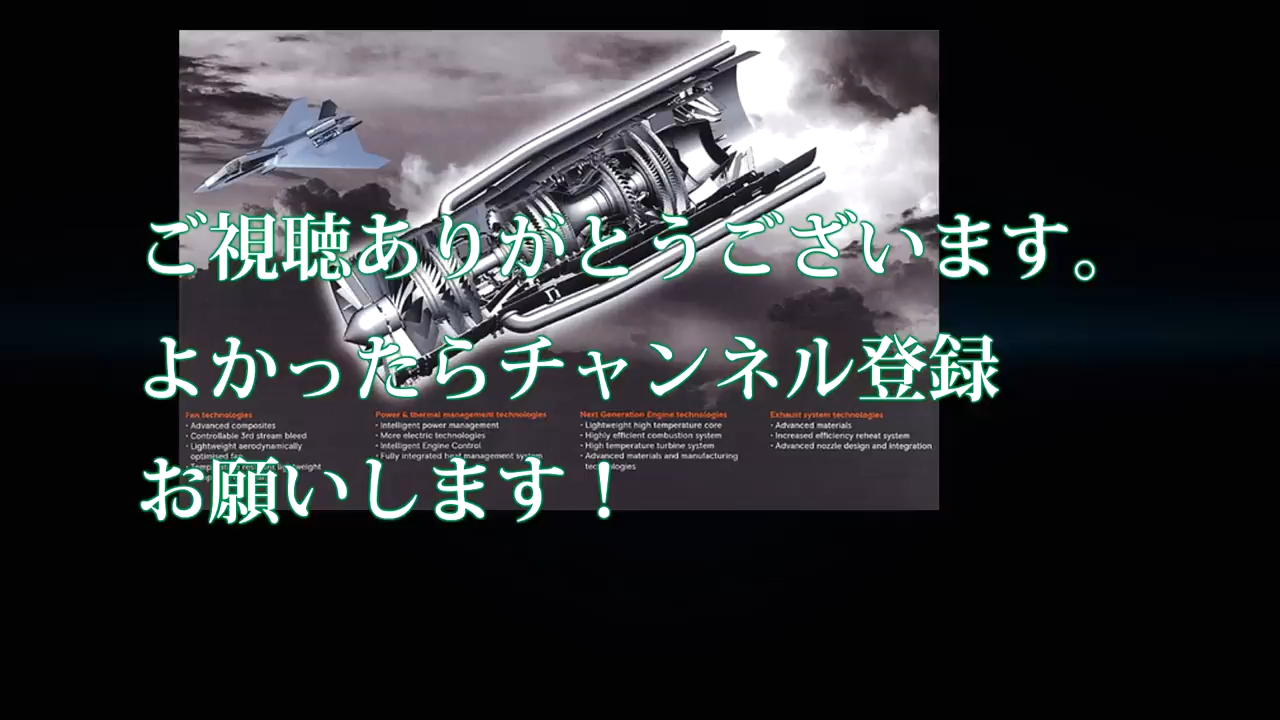 ご視聴ありがとうございます。
よかったらチャンネル登録
お願いします！
Fan technologies
• Advanced composites
• Controllable 3rd stream bleed
• Lightweight aerodynamically
optimised fan
Power & thermal management technologies
• Intelligent power management
• More electric technologies
• Intelligent Engine Control
• Fully integrated heat management system
Next Generation Engine technologies
• Lightweight high temperature core
• Highly efficient combustion system
• High temperature turbine system
• Advanced materials and manufacturing
technologies
Exhaust system technologies
• Advanced materials
• Increased efficiency reheat system
• Advanced nozzle design and integration